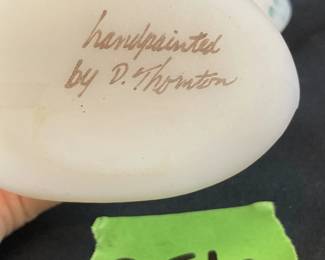 handpainted
by D. Thornton